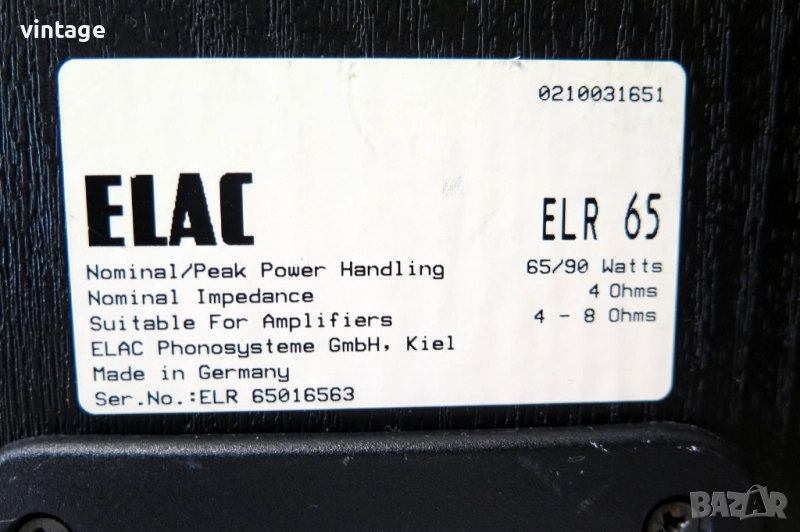 vintage
0210031651
ELAC
ELR 65
Nominal/Peak Power Handling 65/90 Watts
Nominal Impedance 4 Ohms
Suitable For Amplifiers 4 - 8 Ohms
ELAC Phonosysteme GmbH, Kiel
Made in Germany
Ser.No.:ELR 65016563
BAZAR